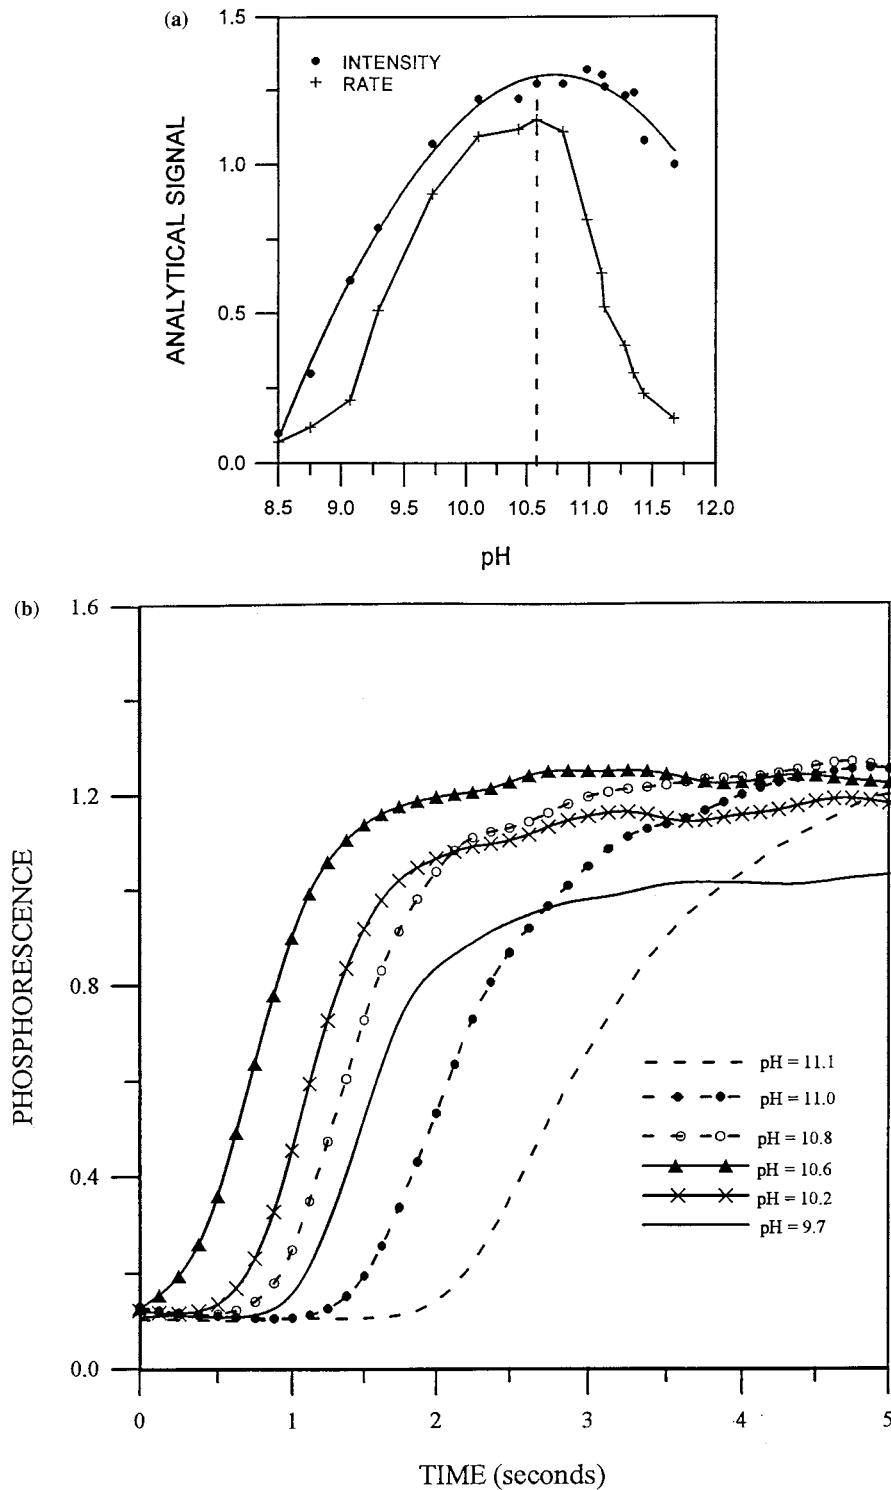 (a)
1.5
INTENSITY
RATE
1.0
0.5
0.0
ANALYTICAL SIGNAL
8.5 9.0 9.5 10.0 10.5 11.0 11.5 12.0
pH
(b)
1.6
1.2
0.8
0.4
0.0
PHOSPHORESCENCE
pH = 11.1
pH = 11.0
pH = 10.8
pH = 10.6
pH = 10.2
pH = 9.7
0 1 2 3 4 5
TIME (seconds)